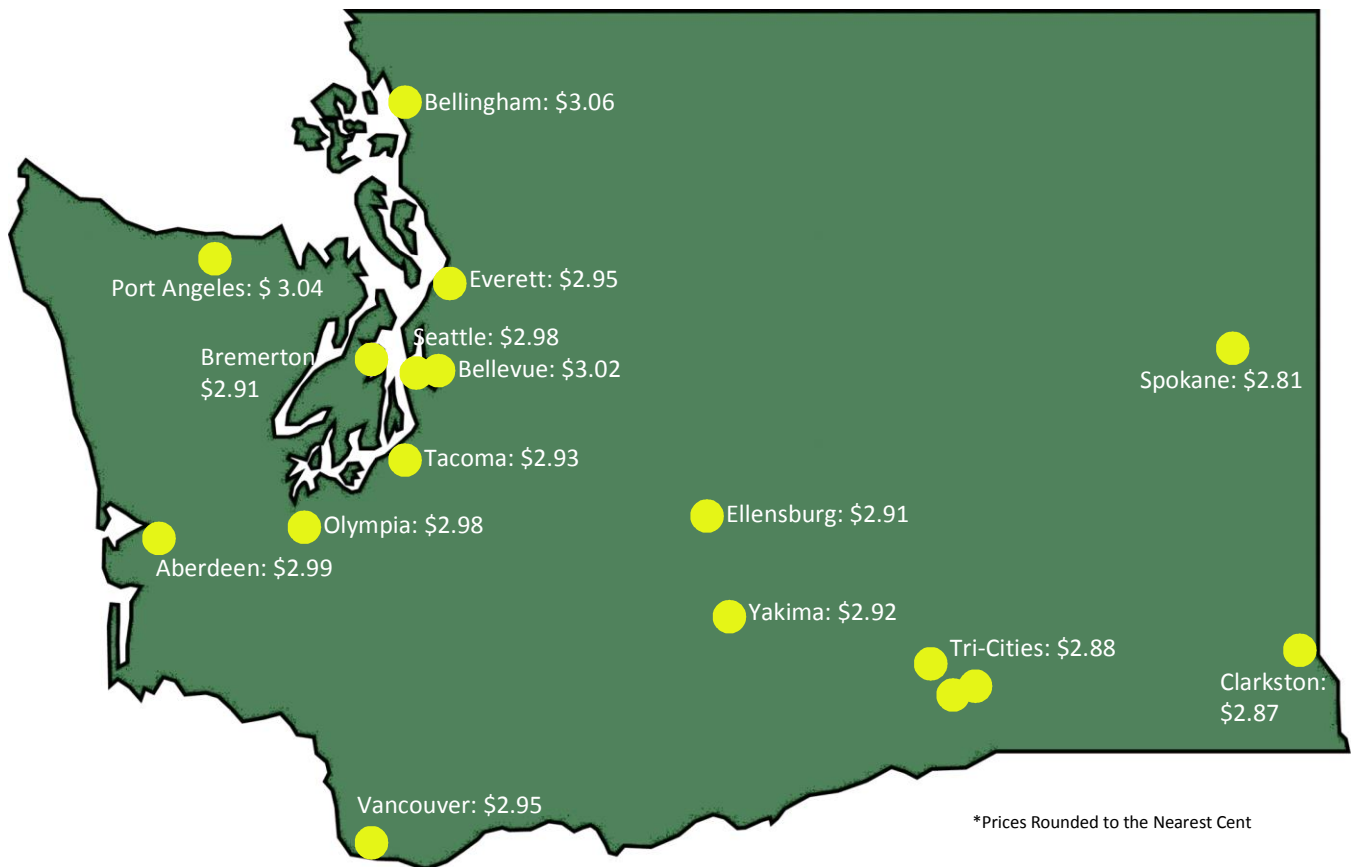 Bellingham: $3.06
Port Angeles: $ 3.04
Everett: $2.95
Seattle: $2.98
Bremerton
$2.91
Bellevue: $3.02
Spokane: $2.81
Tacoma: $2.93
Ellensburg: $2.91
Olympia: $2.98
Aberdeen: $2.99
Yakima: $2.92
Tri-Cities: $2.88
Clarkston:
$2.87
Vancouver: $2.95
*Prices Rounded to the Nearest Cent